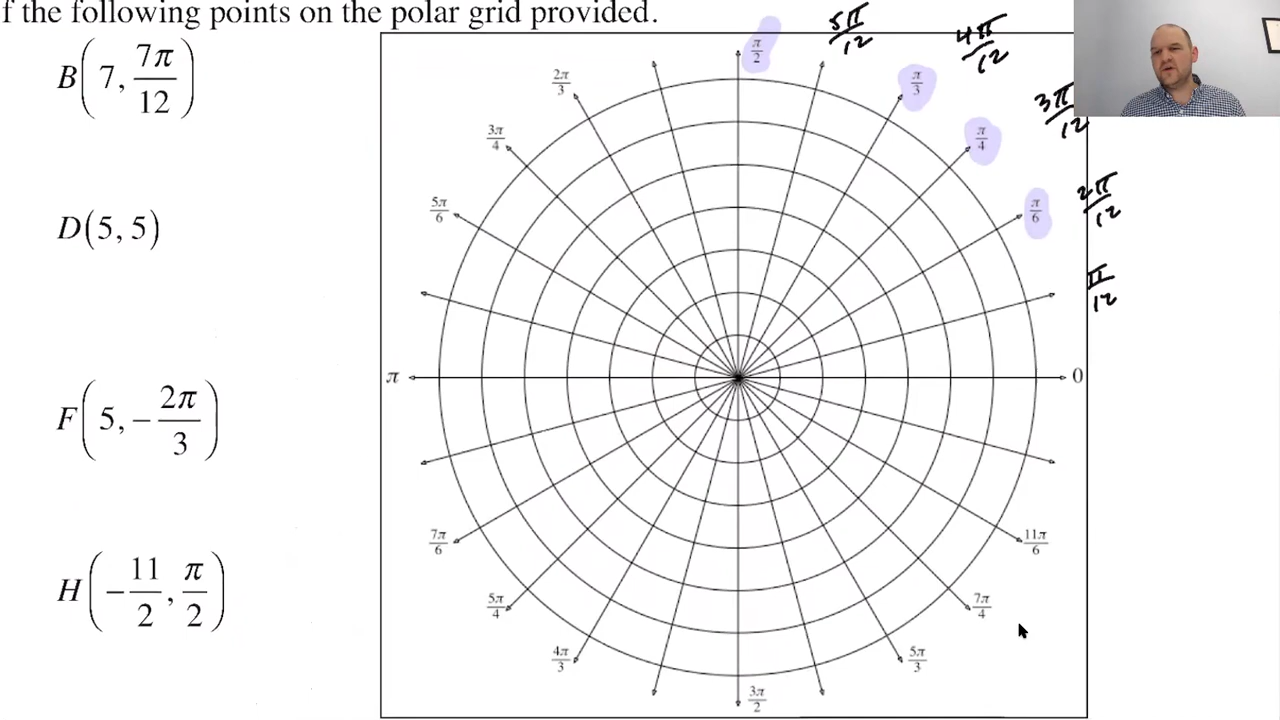 f the following points on the polar grid provided.
B(7, 7π/12)
D(5, 5)
F(5, −2π/3)
H(−11/2, π/2)
π/2
5π/12
4π/12
2π/3
π/3
3π/12
3π/4
π/4
2π/12
5π/6
π/6
π/12
π
0
7π/6
11π/6
5π/4
7π/4
4π/3
5π/3
3π/2